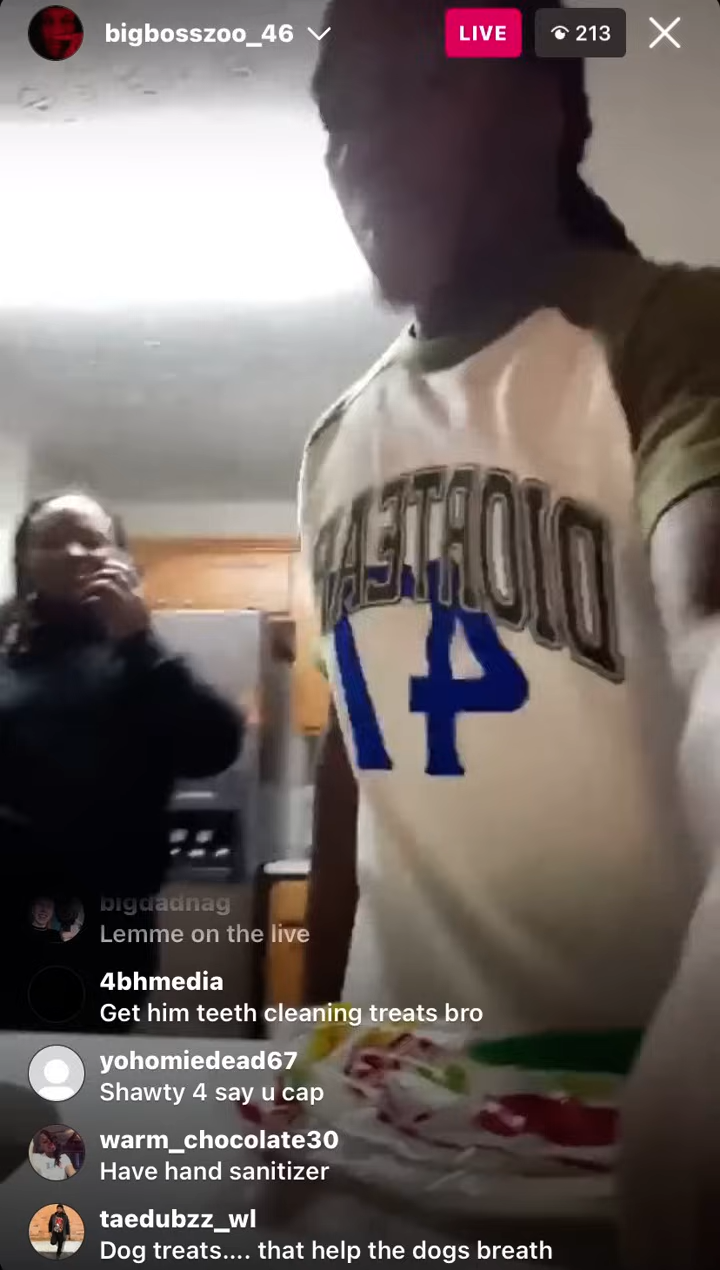 bigbosszoo_46
LIVE
213
47
bigdadnag
Lemme on the live
4bhmedia
Get him teeth cleaning treats bro
yohomiedead67
Shawty 4 say u cap
warm_chocolate30
Have hand sanitizer
taedubzz_wl
Dog treats.... that help the dogs breath